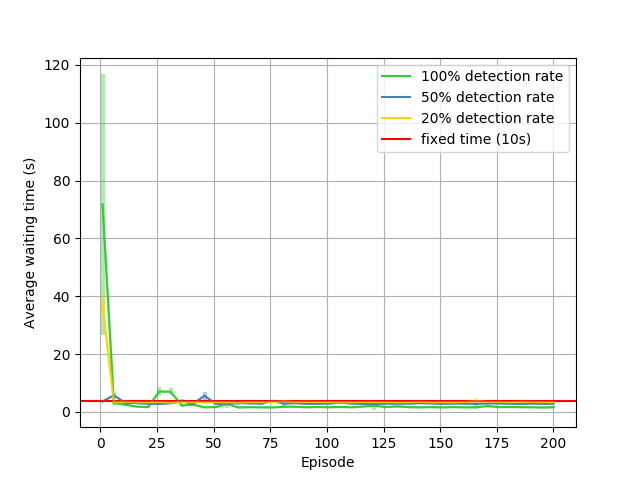 120
100
80
60
40
20
0
Average waiting time (s)
100% detection rate
50% detection rate
20% detection rate
fixed time (10s)
0 25 50 75 100 125 150 175 200
Episode